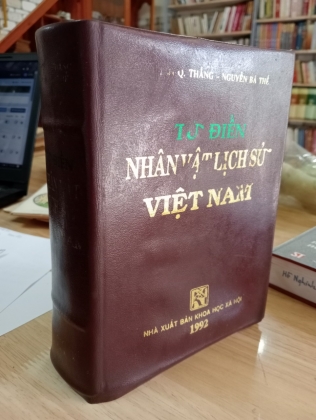 Q. THẮNG - NGUYỄN BÁ THẾ
TỪ ĐIỂN
NHÂN VẬT LỊCH SỬ
VIỆT NAM
NHÀ XUẤT BẢN KHOA HỌC XÃ HỘI
1992